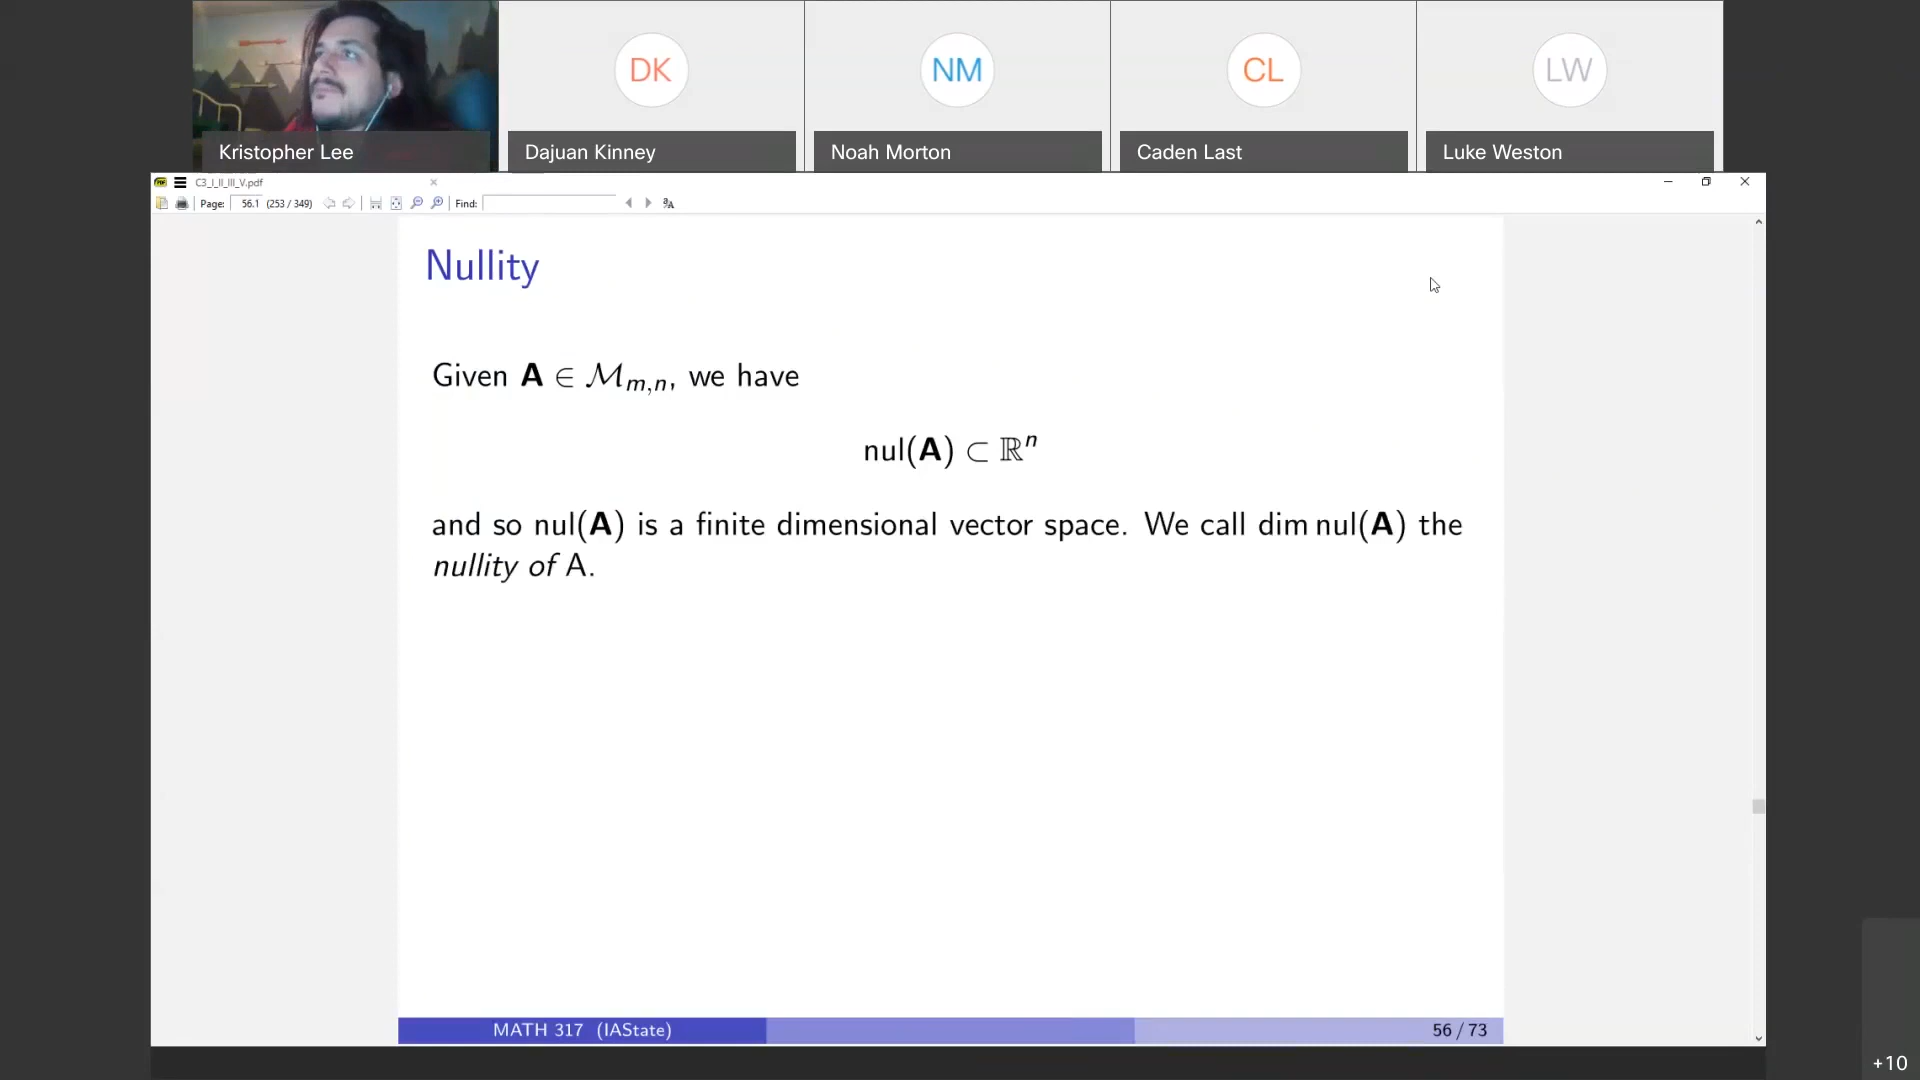 DK
NM
CL
LW
Kristopher Lee
Dajuan Kinney
Noah Morton
Caden Last
Luke Weston
C3_I_II_III_V.pdf
Page: 56.1 (253 / 349) Find:
Nullity
Given A ∈ ℳₘ,ₙ, we have
nul(A) ⊂ ℝⁿ
and so nul(A) is a finite dimensional vector space. We call dim nul(A) the
nullity of A.
MATH 317 (IAState) 56 / 73
+10